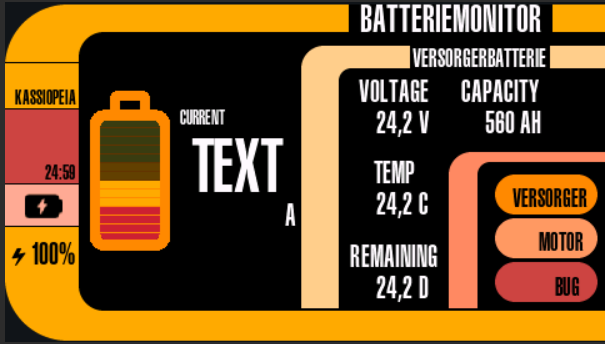 BATTERIEMONITOR
VERSORGERBATTERIE
KASSIOPEIA
24:59
100%
CURRENT
TEXT
A
VOLTAGE
24,2 V
CAPACITY
560 AH
TEMP
24,2 C
REMAINING
24,2 D
VERSORGER
MOTOR
BUG